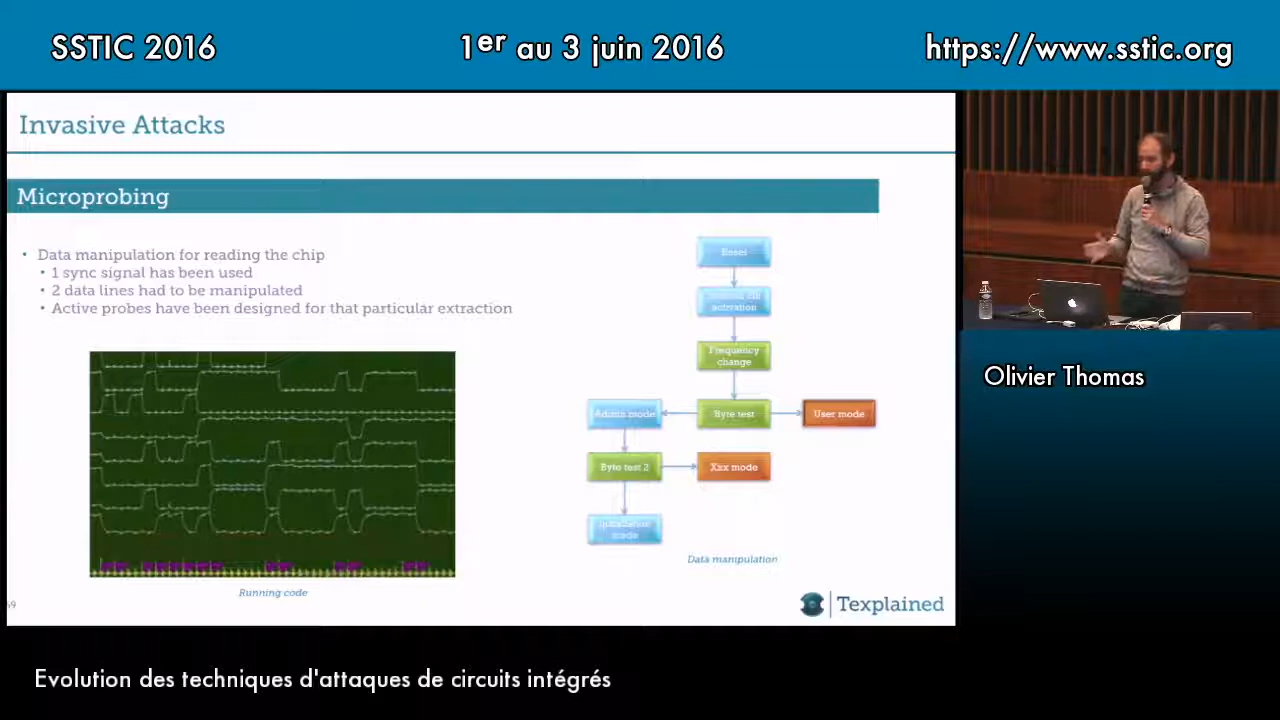 SSTIC 2016
1er au 3 juin 2016
https://www.sstic.org
Invasive Attacks
Microprobing
• Data manipulation for reading the chip
• 1 sync signal has been used
• 2 data lines had to be manipulated
• Active probes have been designed for that particular extraction
Reset
activation
Frequency
change
Admin mode
Byte test
User mode
Byte test 2
Xxx mode
mode
Data manipulation
Running code
Texplained
Olivier Thomas
Evolution des techniques d'attaques de circuits intégrés